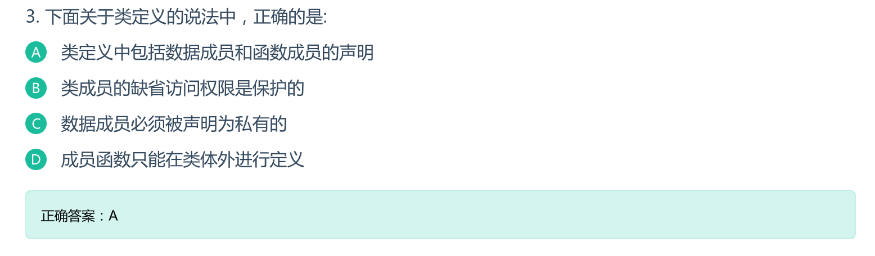 3. 下面关于类定义的说法中，正确的是:
A 类定义中包括数据成员和函数成员的声明
B 类成员的缺省访问权限是保护的
C 数据成员必须被声明为私有的
D 成员函数只能在类体外进行定义
正确答案：A